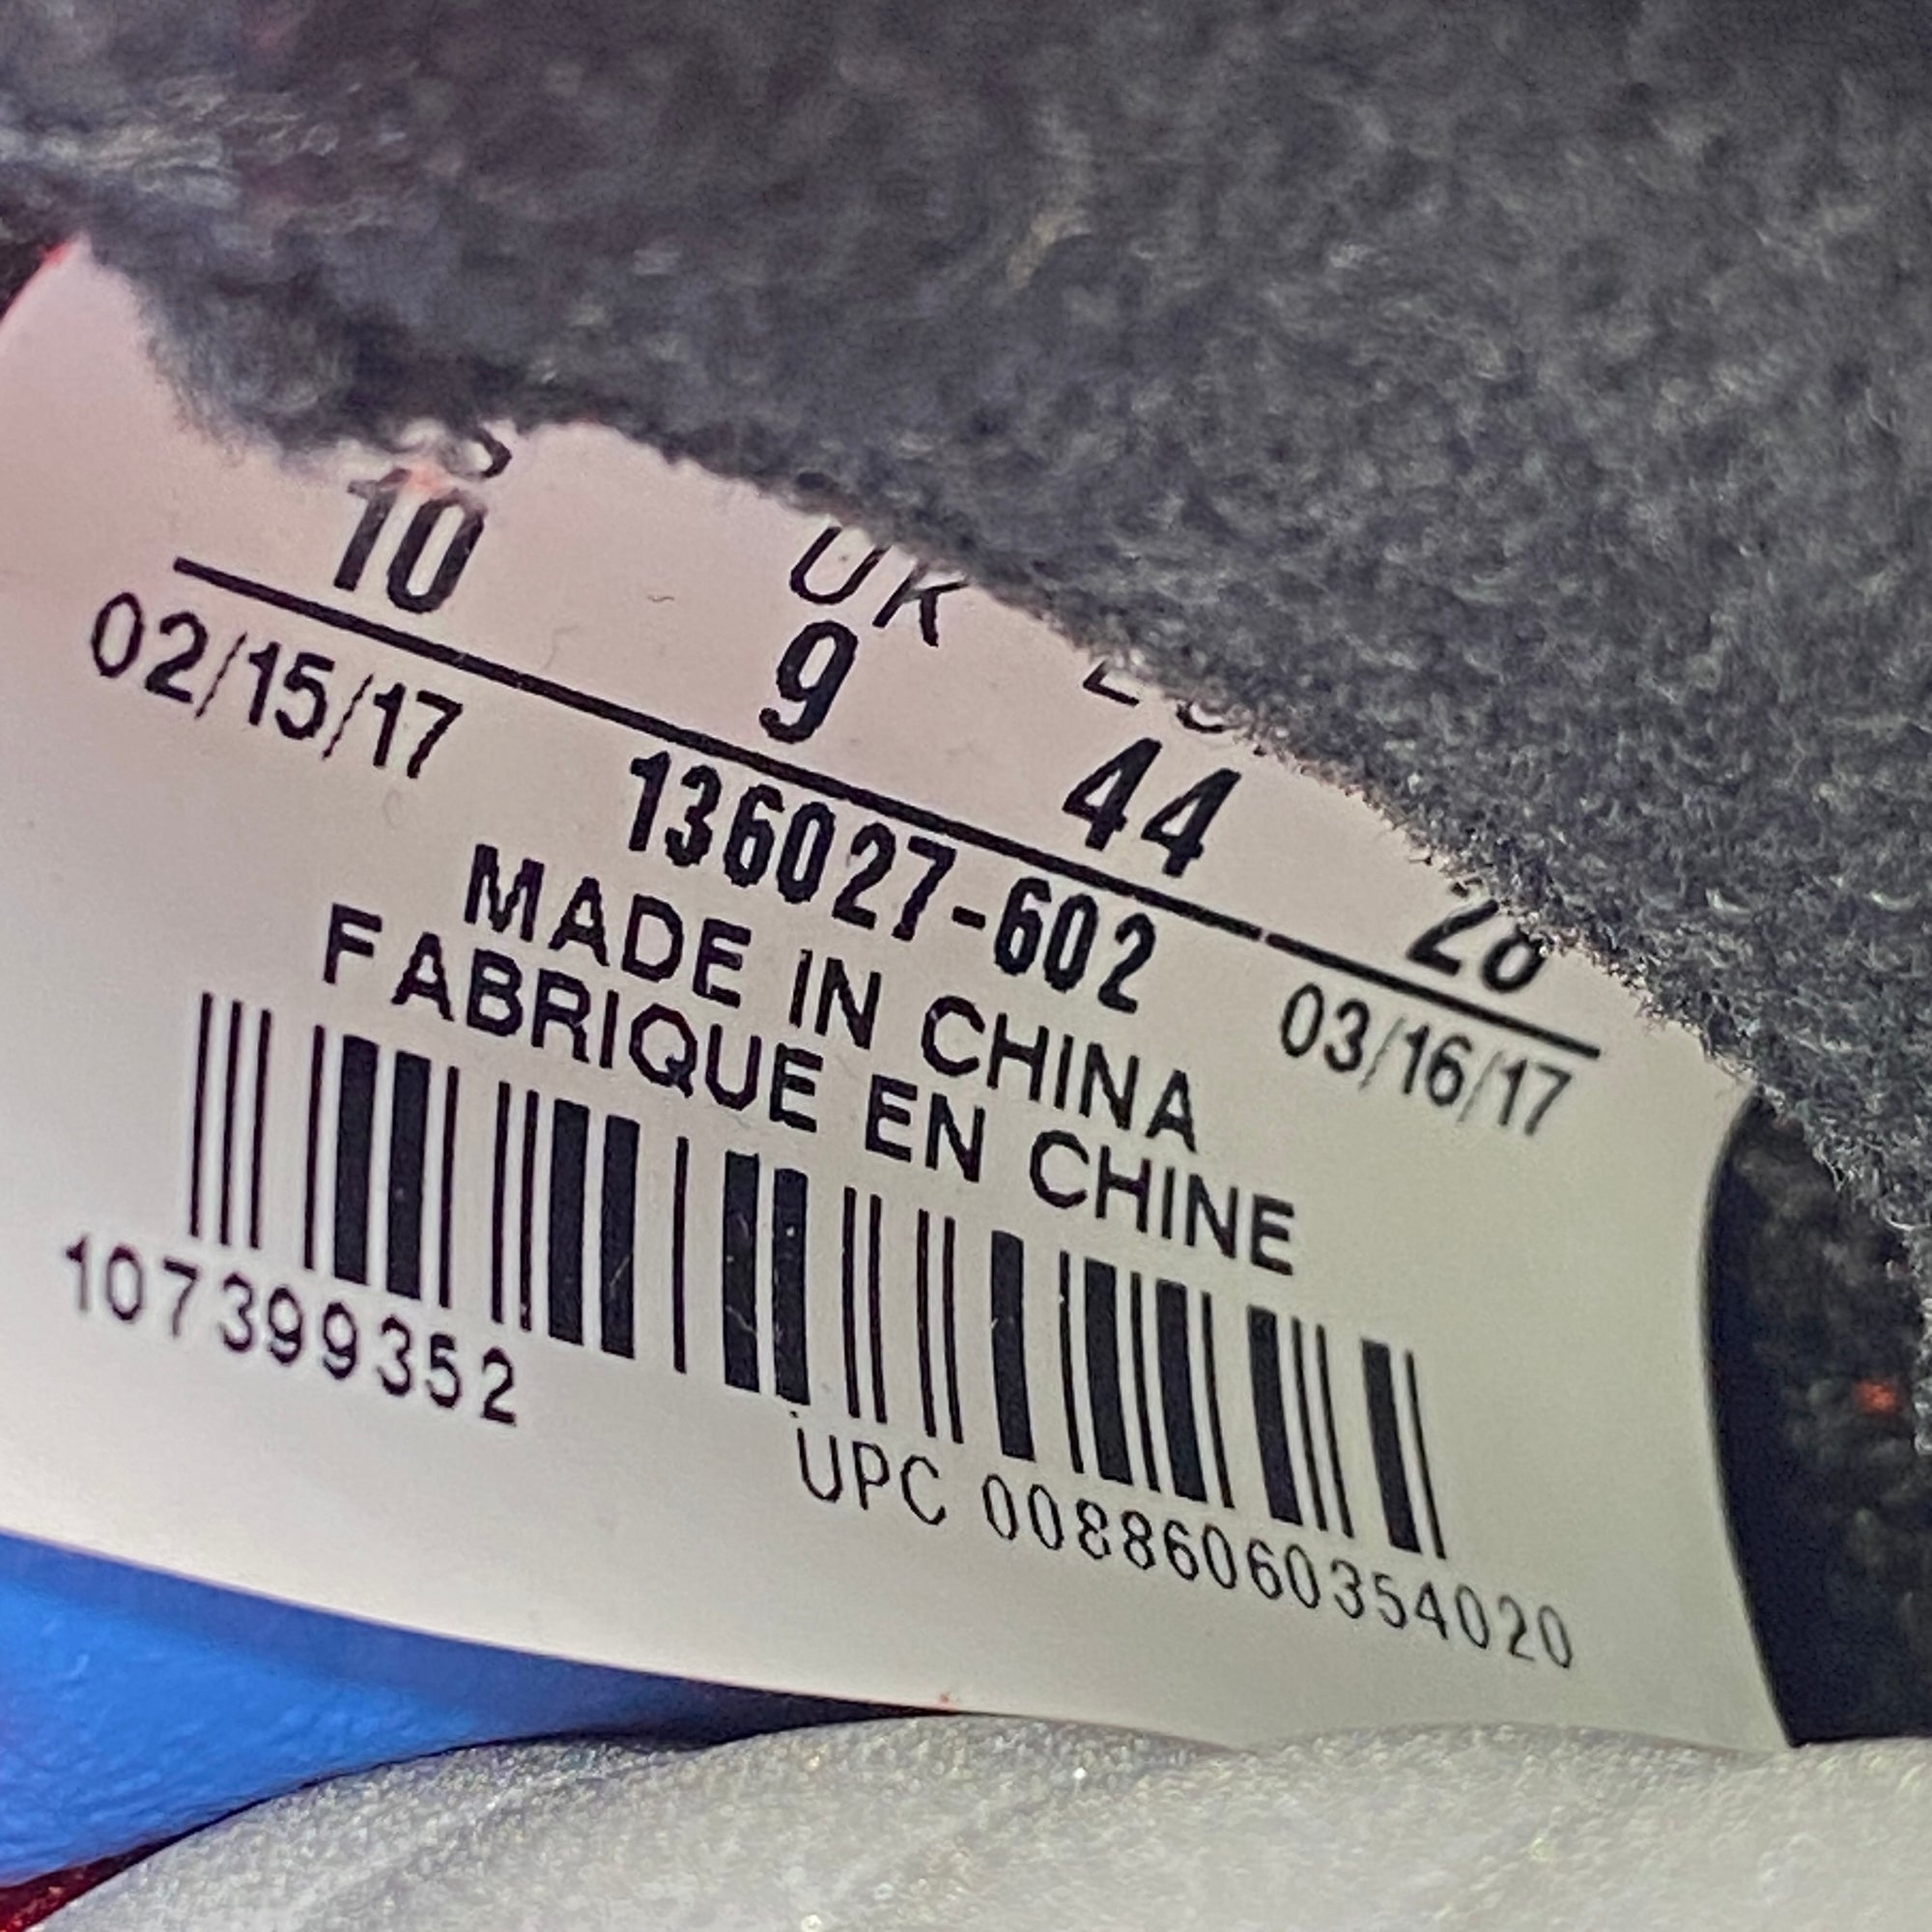 UK
10 9 44 28
02/15/17 136027-602 03/16/17
MADE IN CHINA
FABRIQUE EN CHINE
107399352 UPC 00886060354020